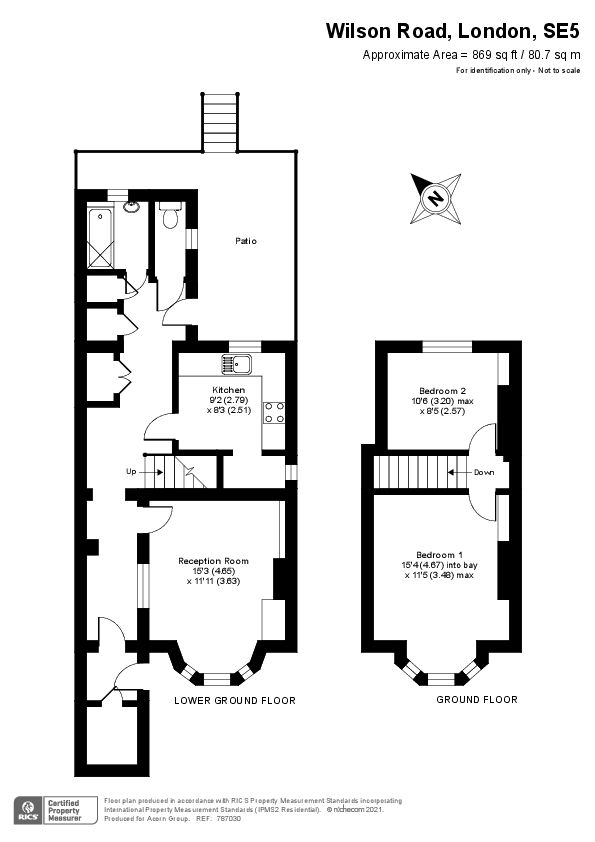 Wilson Road, London, SE5
Approximate Area = 869 sq ft / 80.7 sq m
For identification only - Not to scale
N
Patio
Kitchen
9'2 (2.79)
x 8'3 (2.51)
Bedroom 2
10'6 (3.20) max
x 8'5 (2.57)
Up
Down
Reception Room
15'3 (4.65)
x 11'11 (3.63)
Bedroom 1
15'4 (4.67) into bay
x 11'5 (3.48) max
LOWER GROUND FLOOR
GROUND FLOOR
RICS
Certified
Property
Measurer
Floor plan produced in accordance with RICS Property Measurement Standards incorporating
International Property Measurement Standards (IPMS2 Residential). © nichecom 2021.
Produced for Acorn Group. REF: 787030